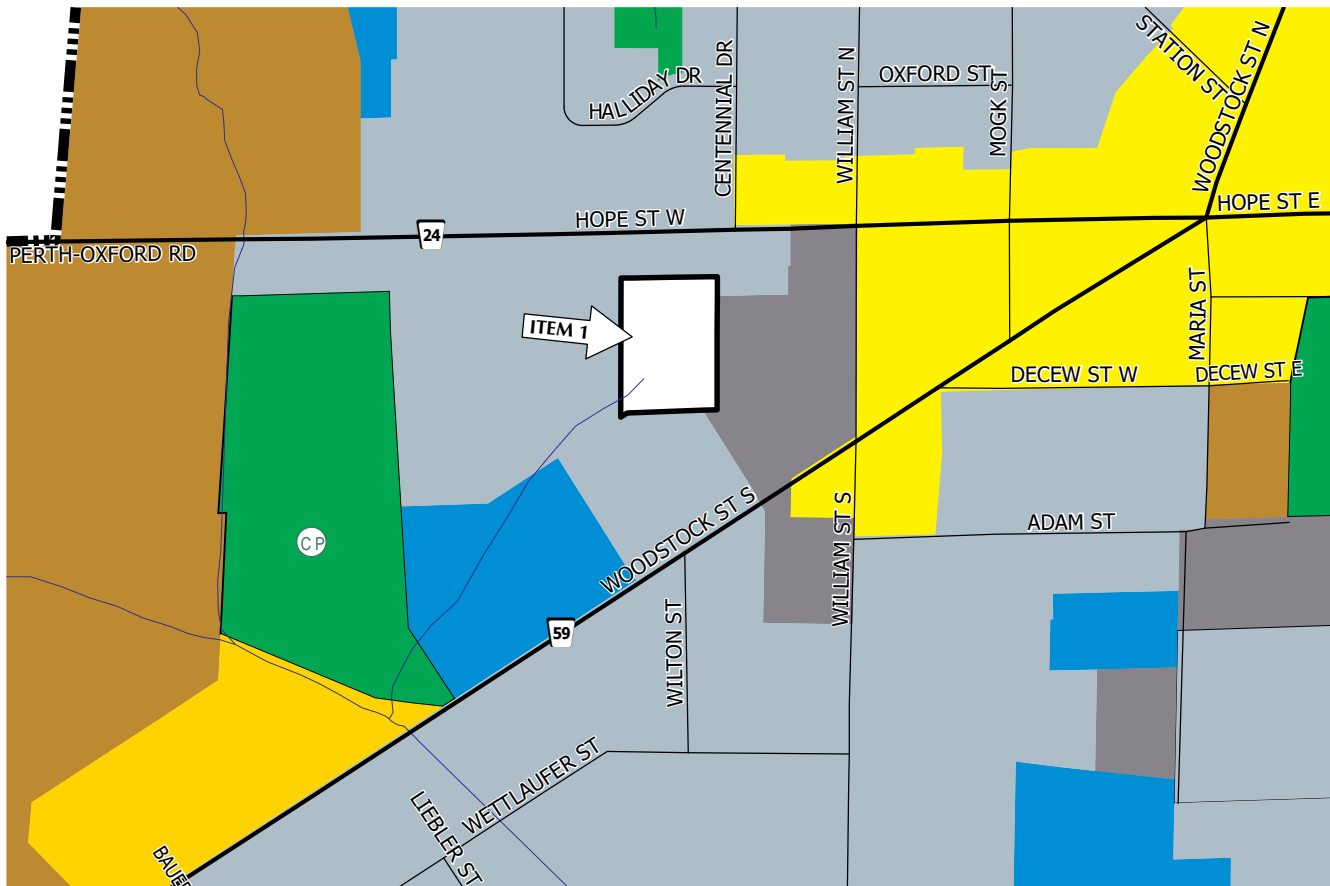 STATION ST
WOODSTOCK ST N
OXFORD ST
HALLIDAY DR
CENTENNIAL DR
WILLIAM ST N
MOGK ST
HOPE ST E
HOPE ST W
24
PERTH-OXFORD RD
MARIA ST
ITEM 1
DECEW ST W
DECEW ST E
WOODSTOCK ST S
ADAM ST
WILLIAM ST S
CP
59
WILTON ST
WETTLAUFER ST
LIEBLER ST